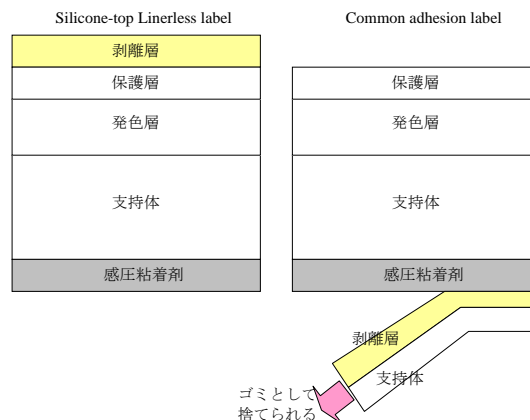 Silicone-top Linerless label
剥離層
保護層
発色層
支持体
感圧粘着剤
Common adhesion label
保護層
発色層
支持体
感圧粘着剤
剥離層
支持体
ゴミとして
捨てられる